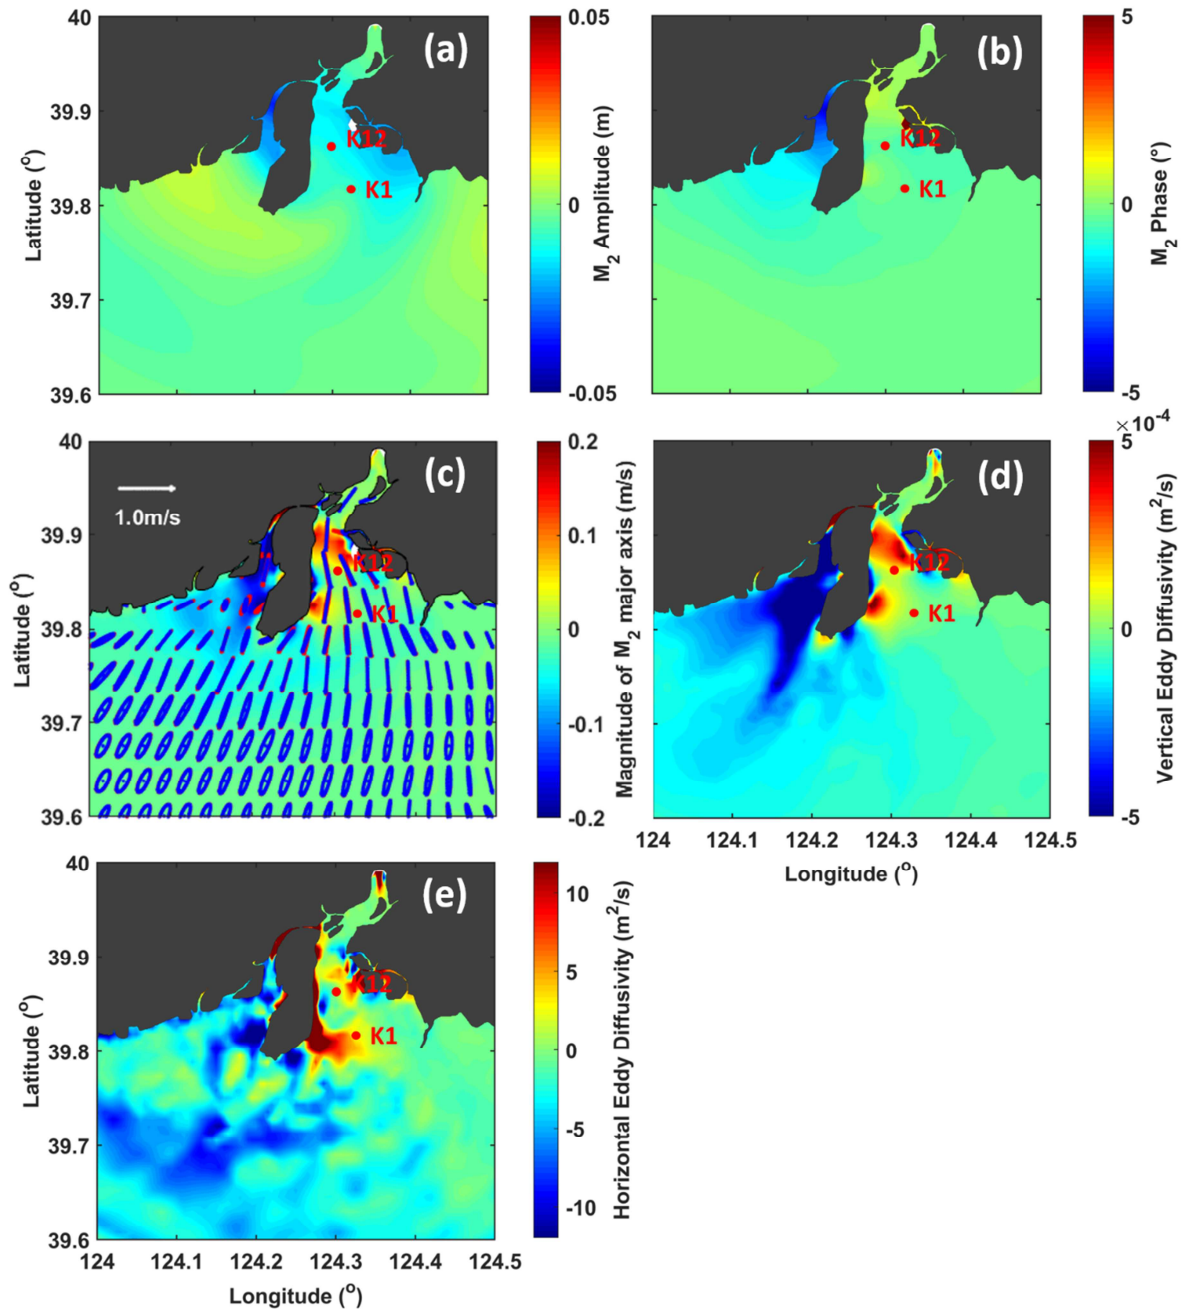 40
39.9
39.8
39.7
39.6
Latitude (o)
(a)
K12
K1
0.05
0
-0.05
M2 Amplitude (m)
(b)
K12
K1
5
0
-5
M2 Phase (°)
40
39.9
39.8
39.7
39.6
Latitude (o)
(c)
1.0m/s
K12
K1
0.2
0.1
0
-0.1
-0.2
Magnitude of M2 major axis (m/s)
(d)
K12
K1
×10-4
5
0
-5
Vertical Eddy Diffusivity (m2/s)
124
124.1
124.2
124.3
124.4
124.5
Longitude (o)
40
39.9
39.8
39.7
39.6
Latitude (o)
(e)
K12
K1
10
5
0
-5
-10
Horizontal Eddy Diffusivity (m2/s)
124
124.1
124.2
124.3
124.4
124.5
Longitude (o)